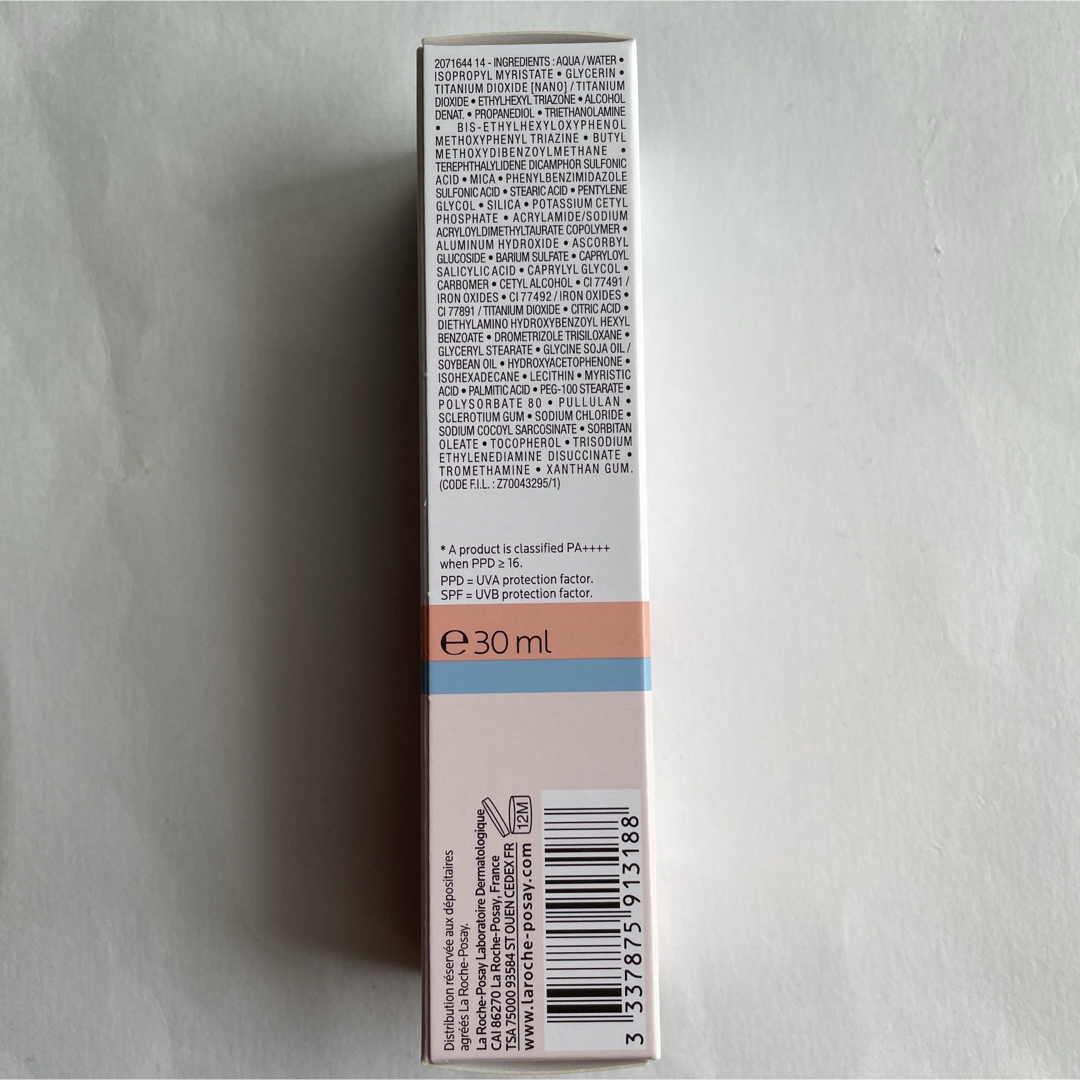 2071644 14 - INGREDIENTS : AQUA / WATER •
ISOPROPYL MYRISTATE • GLYCERIN •
TITANIUM DIOXIDE [NANO] / TITANIUM
DIOXIDE • ETHYLHEXYL TRIAZONE • ALCOHOL
DENAT. • PROPANEDIOL • TRIETHANOLAMINE
• BIS-ETHYLHEXYLOXYPHENOL
METHOXYPHENYL TRIAZINE • BUTYL
METHOXYDIBENZOYLMETHANE •
TEREPHTHALYLIDENE DICAMPHOR SULFONIC
ACID • MICA • PHENYLBENZIMIDAZOLE
SULFONIC ACID • STEARIC ACID • PENTYLENE
GLYCOL • SILICA • POTASSIUM CETYL
PHOSPHATE • ACRYLAMIDE/SODIUM
ACRYLOYLDIMETHYLTAURATE COPOLYMER •
ALUMINUM HYDROXIDE • ASCORBYL
GLUCOSIDE • BARIUM SULFATE • CAPRYLOYL
SALICYLIC ACID • CAPRYLYL GLYCOL •
CARBOMER • CETYL ALCOHOL • CI 77491 /
IRON OXIDES • CI 77492 / IRON OXIDES •
CI 77891 / TITANIUM DIOXIDE • CITRIC ACID •
DIETHYLAMINO HYDROXYBENZOYL HEXYL
BENZOATE • DROMETRIZOLE TRISILOXANE •
GLYCERYL STEARATE • GLYCINE SOJA OIL /
SOYBEAN OIL • HYDROXYACETOPHENONE •
ISOHEXADECANE • LECITHIN • MYRISTIC
ACID • PALMITIC ACID • PEG-100 STEARATE •
POLYSORBATE 80 • PULLULAN •
SCLEROTIUM GUM • SODIUM CHLORIDE •
SODIUM COCOYL SARCOSINATE • SORBITAN
OLEATE • TOCOPHEROL • TRISODIUM
ETHYLENEDIAMINE DISUCCINATE •
TROMETHAMINE • XANTHAN GUM.
(CODE F.I.L. : Z70043295/1)
* A product is classified PA++++
when PPD ≥ 16.
PPD = UVA protection factor.
SPF = UVB protection factor.
℮ 30 ml
Distribution réservée aux dépositaires
agréés La Roche-Posay.
La Roche-Posay Laboratoire Dermatologique
CAI 86270 La Roche-Posay, France
TSA 75000 93584 ST OUEN CEDEX FR
www.laroche-posay.com
12M
3 337875 913188